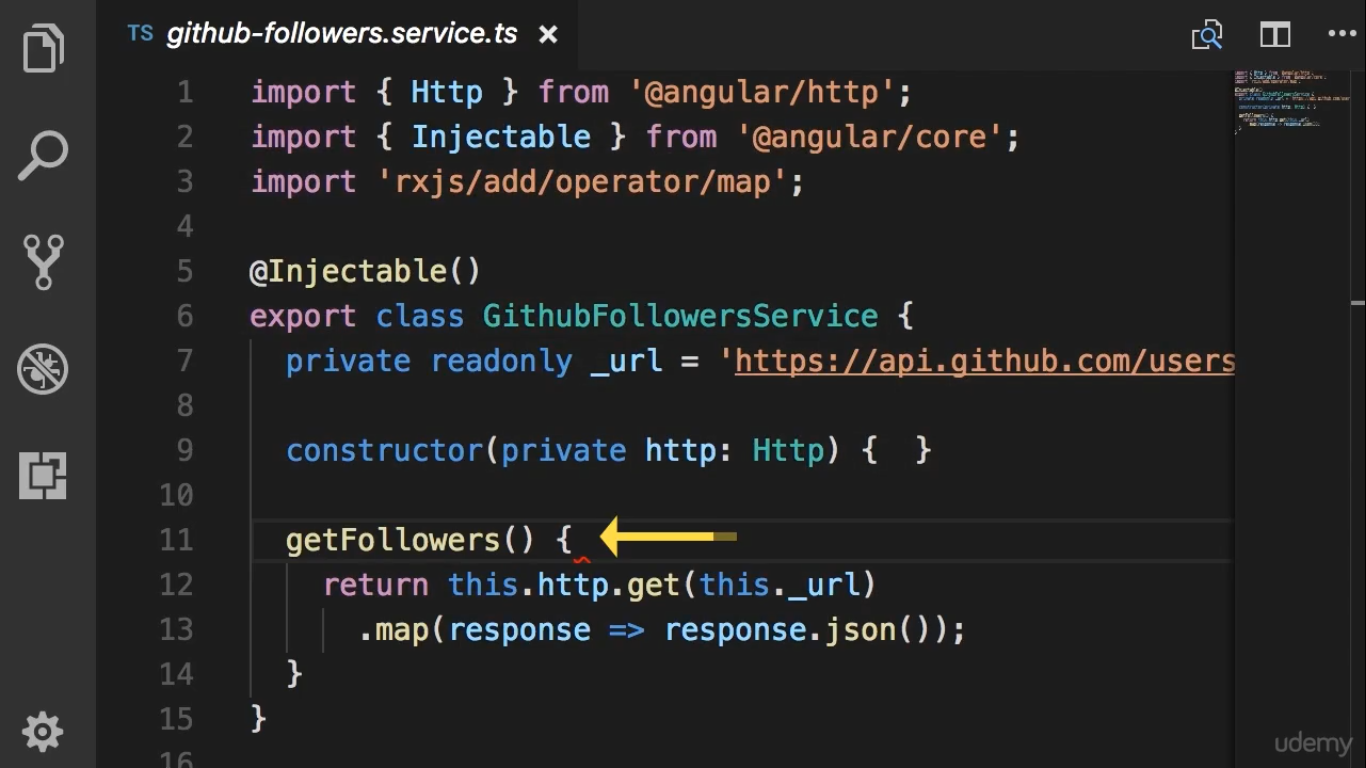 TS github-followers.service.ts
1 import { Http } from '@angular/http';
2 import { Injectable } from '@angular/core';
3 import 'rxjs/add/operator/map';
4
5 @Injectable()
6 export class GithubFollowersService {
7 private readonly _url = 'https://api.github.com/users
8
9 constructor(private http: Http) {  }
10
11 getFollowers() {
12 return this.http.get(this._url)
13 .map(response => response.json());
14 }
15 }
16
udemy